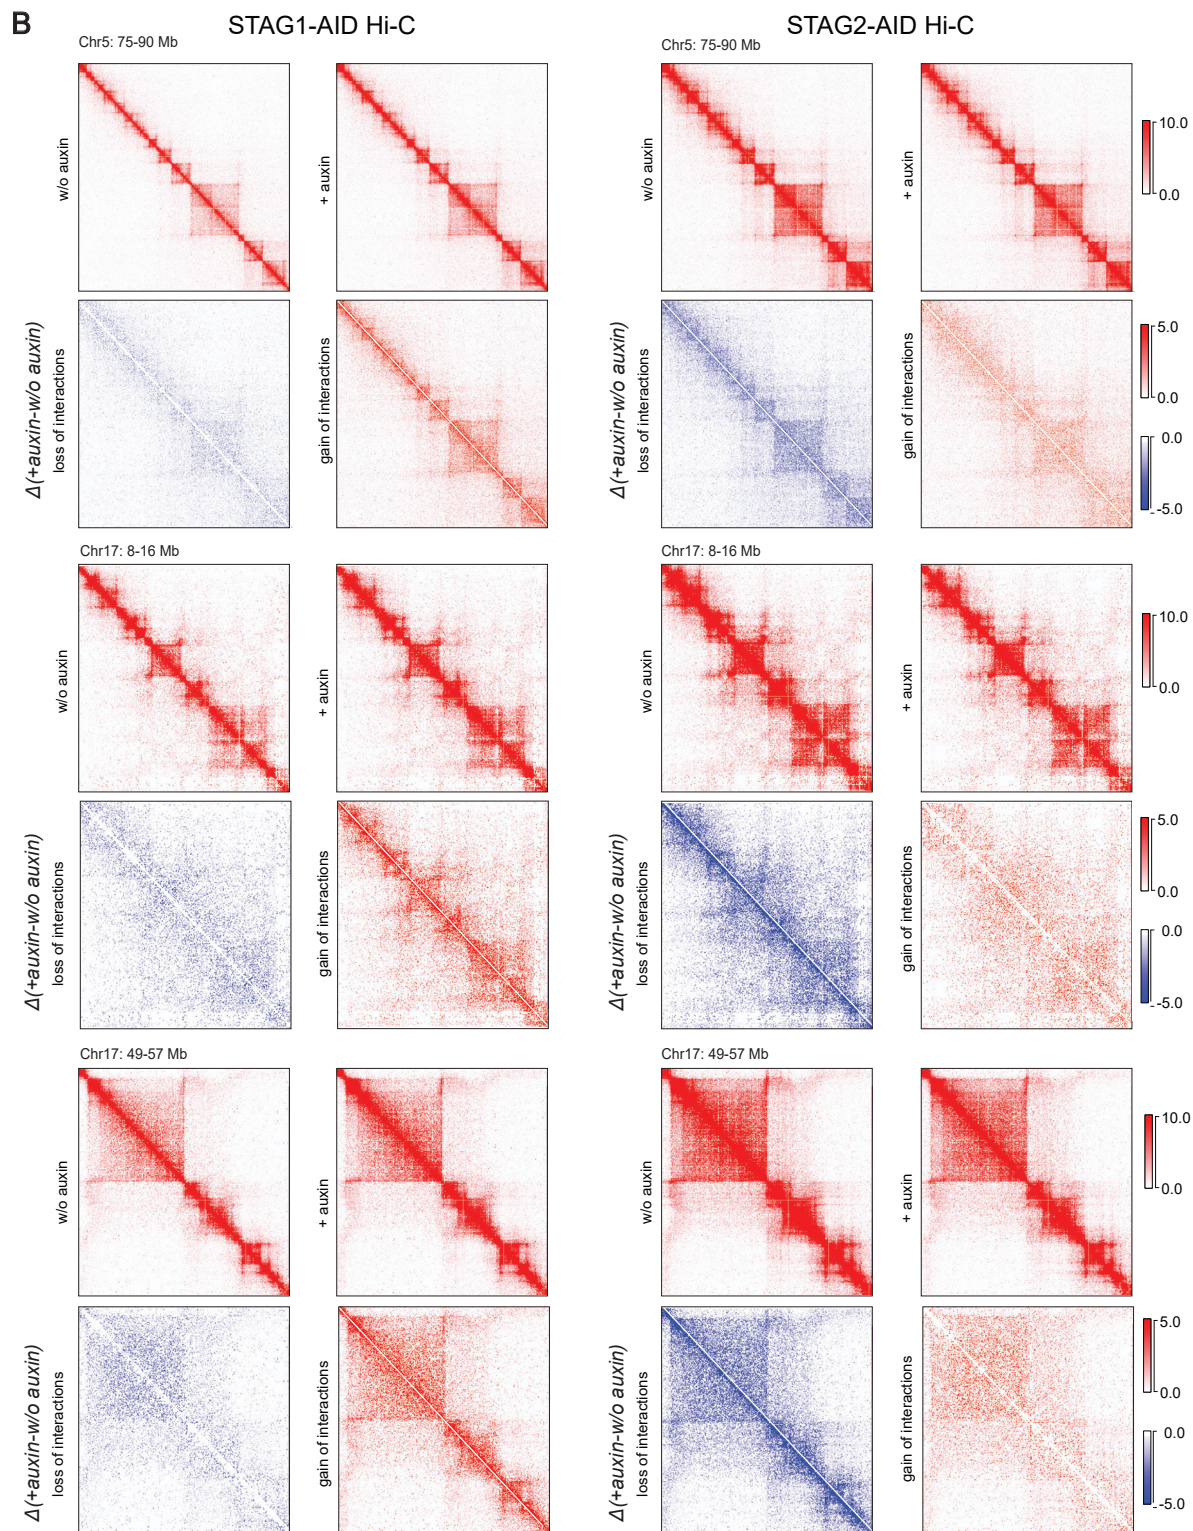 B
STAG1-AID Hi-C
STAG2-AID Hi-C
Chr5: 75-90 Mb
Chr5: 75-90 Mb
w/o auxin
+ auxin
w/o auxin
+ auxin
10.0
0.0
Δ(+auxin-w/o auxin)
loss of interactions
gain of interactions
Δ(+auxin-w/o auxin)
loss of interactions
gain of interactions
5.0
0.0
0.0
-5.0
Chr17: 8-16 Mb
Chr17: 8-16 Mb
w/o auxin
+ auxin
w/o auxin
+ auxin
10.0
0.0
Δ(+auxin-w/o auxin)
loss of interactions
gain of interactions
Δ(+auxin-w/o auxin)
loss of interactions
gain of interactions
5.0
0.0
0.0
-5.0
Chr17: 49-57 Mb
Chr17: 49-57 Mb
w/o auxin
+ auxin
w/o auxin
+ auxin
10.0
0.0
Δ(+auxin-w/o auxin)
loss of interactions
gain of interactions
Δ(+auxin-w/o auxin)
loss of interactions
gain of interactions
5.0
0.0
0.0
-5.0